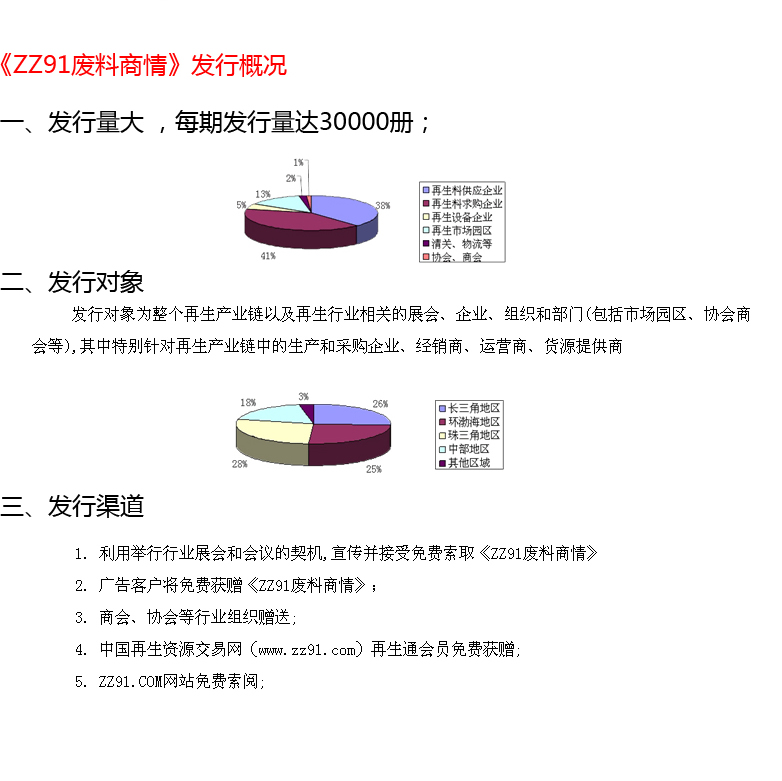 《ZZ91废料商情》发行概况
一、发行量大 ，每期发行量达30000册；
1%
2%
13%
5%
38%
41%
再生料供应企业
再生料求购企业
再生设备企业
再生市场园区
清关、物流等
协会、商会
二、发行对象
发行对象为整个再生产业链以及再生行业相关的展会、企业、组织和部门(包括市场园区、协会商
会等),其中特别针对再生产业链中的生产和采购企业、经销商、运营商、货源提供商
3%
18%
26%
28%
25%
长三角地区
环渤海地区
珠三角地区
中部地区
其他区域
三、发行渠道
1. 利用举行行业展会和会议的契机,宣传并接受免费索取《ZZ91废料商情》
2. 广告客户将免费获赠《ZZ91废料商情》；
3. 商会、协会等行业组织赠送;
4. 中国再生资源交易网（www.zz91.com）再生通会员免费获赠;
5. ZZ91.COM网站免费索阅;